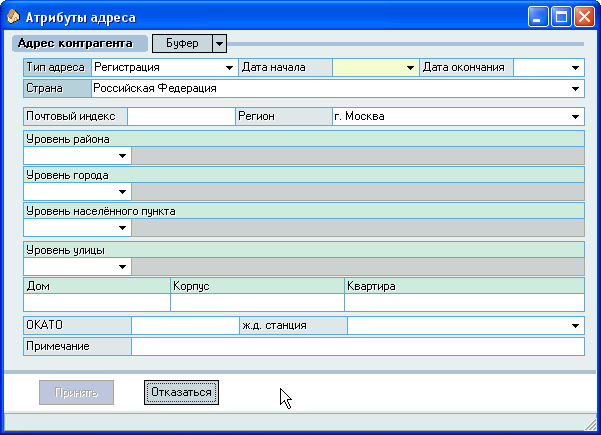 Атрибуты адреса
Адрес контрагента Буфер
Тип адреса Регистрация Дата начала Дата окончания
Страна Российская Федерация
Почтовый индекс Регион г. Москва
Уровень района
Уровень города
Уровень населённого пункта
Уровень улицы
Дом Корпус Квартира
ОКАТО ж.д. станция
Примечание
Принять Отказаться